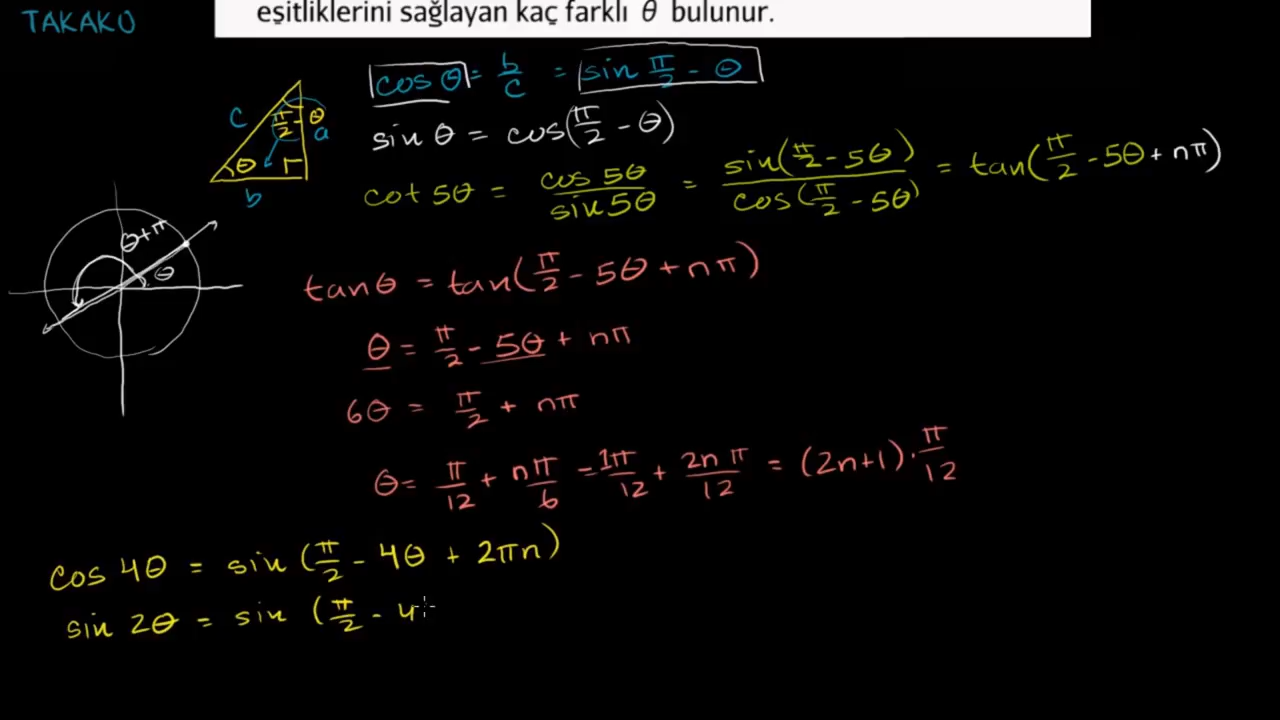 TAKAKO
eşitliklerini sağlayan kaç farklı θ bulunur.
cos θ = b/c = sin π/2 - θ
sin θ = cos(π/2 - θ)
cot 5θ = cos 5θ / sin 5θ = sin(π/2 - 5θ) / cos(π/2 - 5θ) = tan(π/2 - 5θ + nπ)
c π/2 - θ a
θ
b
θ+π
θ
tan θ = tan(π/2 - 5θ + nπ)
θ = π/2 - 5θ + nπ
6θ = π/2 + nπ
θ = π/12 + nπ/6 = 1π/12 + 2nπ/12 = (2n+1)·π/12
cos 4θ = sin (π/2 - 4θ + 2πn)
sin 2θ = sin (π/2 - 4